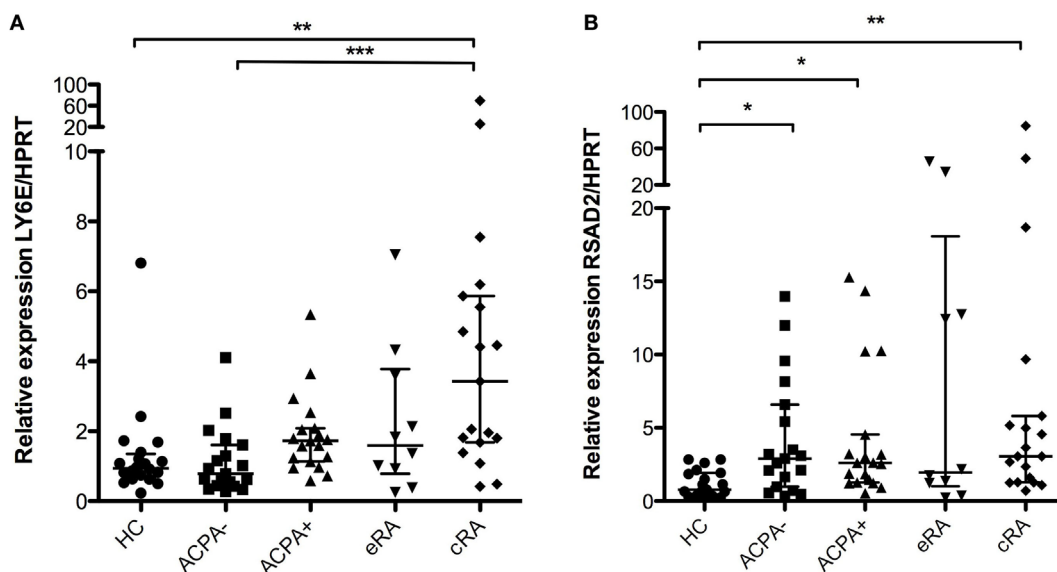 A
**
***
Relative expression LY6E/HPRT
100
60
20
10
8
6
4
2
0
HC
ACPA-
ACPA+
eRA
cRA
B
**
*
*
Relative expression RSAD2/HPRT
100
60
20
20
15
10
5
0
HC
ACPA-
ACPA+
eRA
cRA